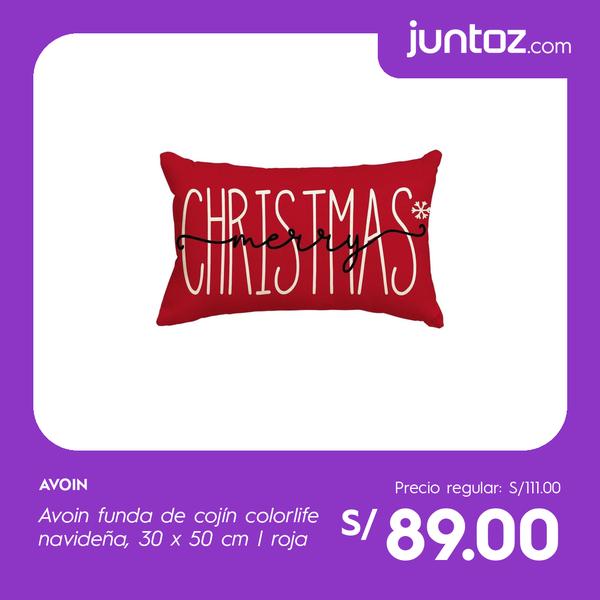 juntoz.com
CHRISTMAS
merry
AVOIN
Avoin funda de cojín colorlife
navideña, 30 x 50 cm | roja
Precio regular: S/111.00
S/89.00